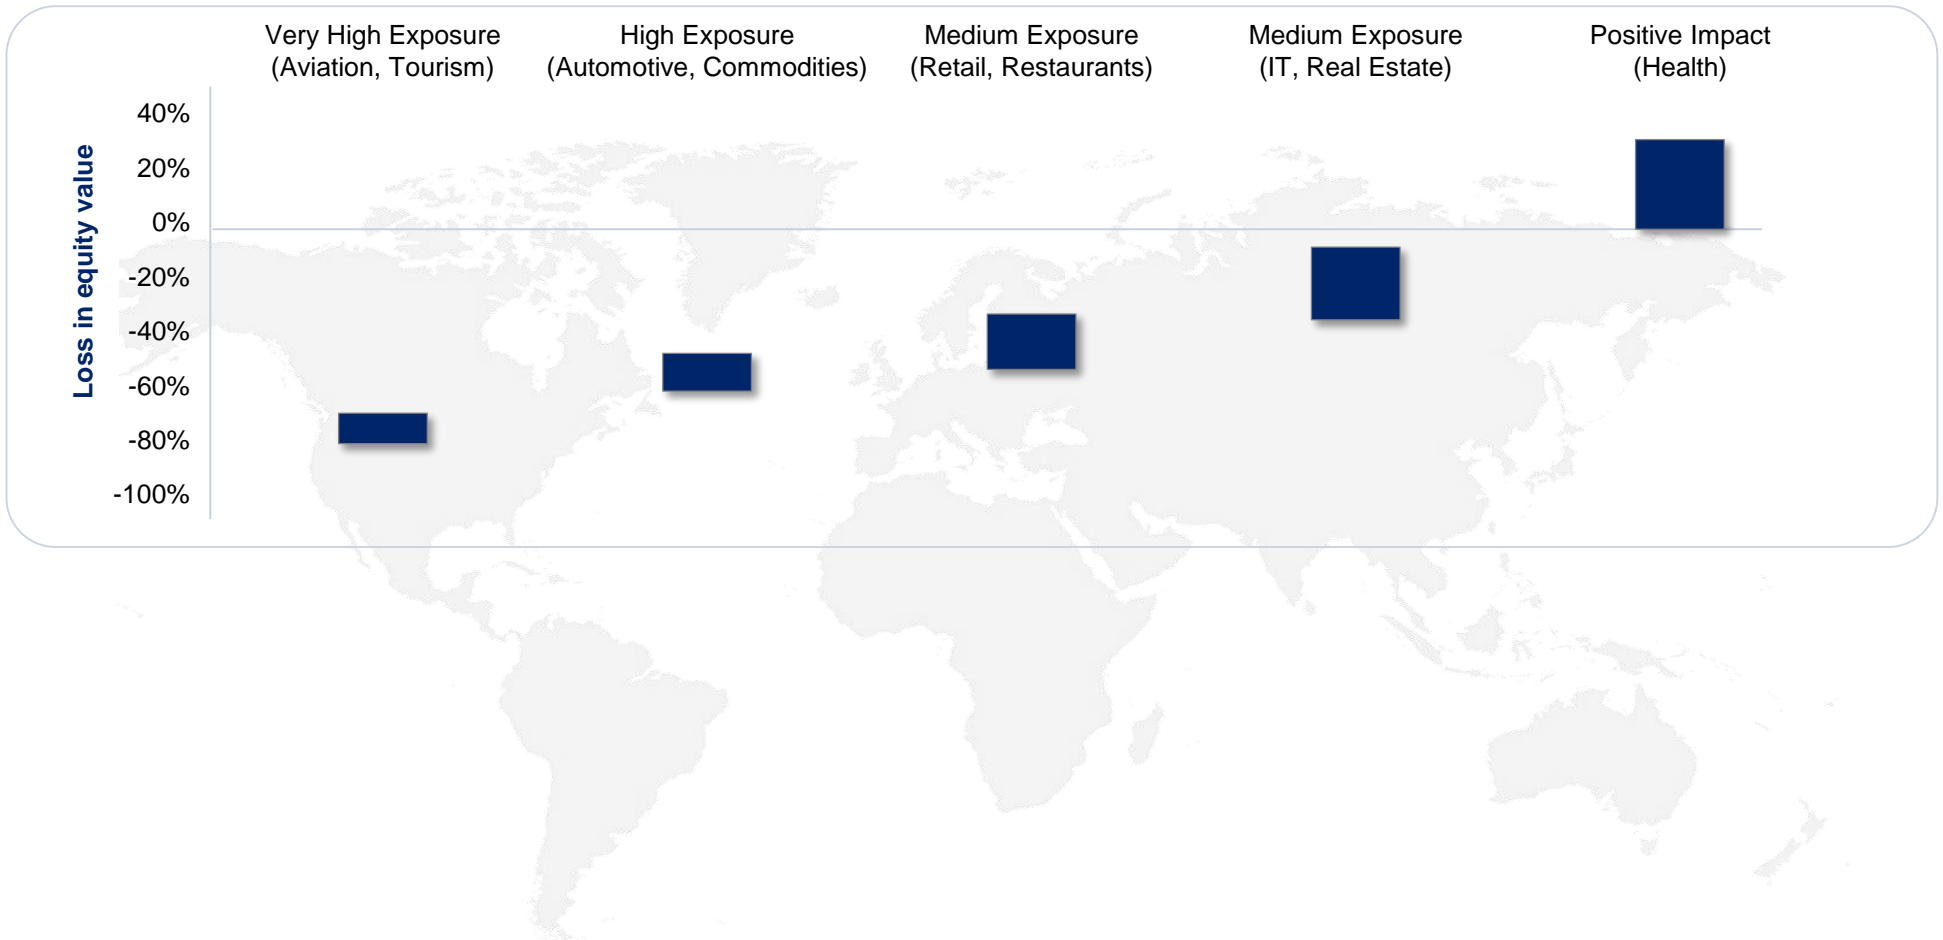 Very High Exposure
(Aviation, Tourism)
High Exposure
(Automotive, Commodities)
Medium Exposure
(Retail, Restaurants)
Medium Exposure
(IT, Real Estate)
Positive Impact
(Health)
Loss in equity value
40%
20%
0%
-20%
-40%
-60%
-80%
-100%